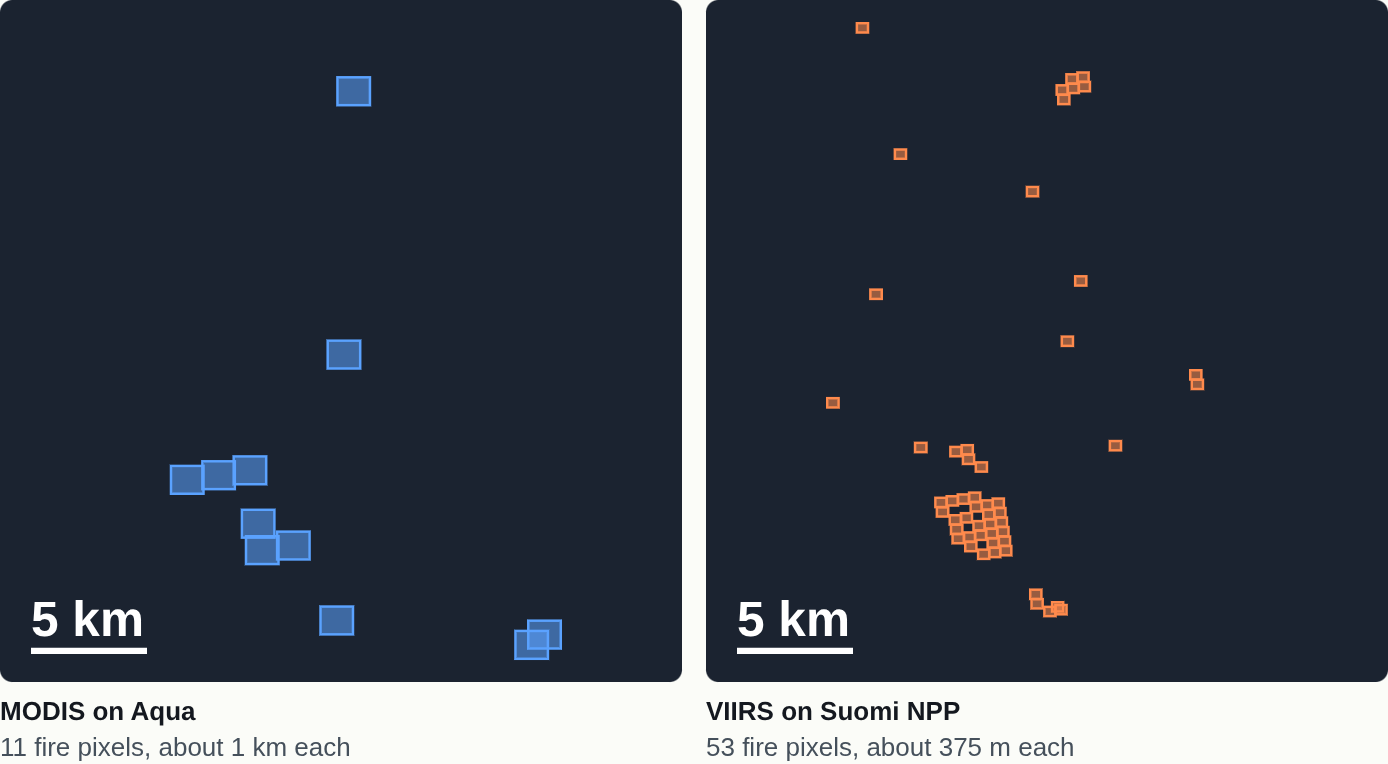 5 km
5 km
MODIS on Aqua
11 fire pixels, about 1 km each
VIIRS on Suomi NPP
53 fire pixels, about 375 m each